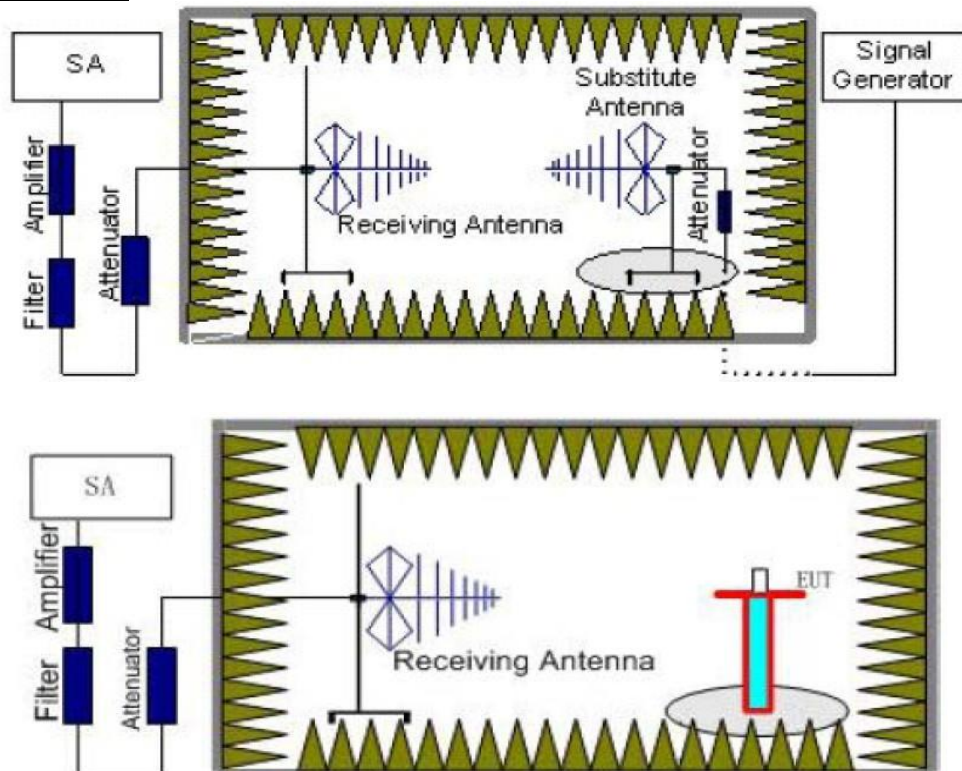 SA
Signal
Generator
Substitute
Antenna
Amplifier
Attenuator
Receiving Antenna
Attenuator
Filter
SA
Amplifier
EUT
Receiving Antenna
Filter
Attenuator